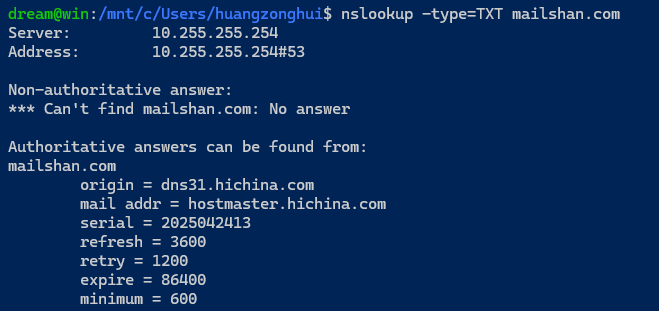 dream@win:/mnt/c/Users/huangzonghui$ nslookup -type=TXT mailshan.com
Server:         10.255.255.254
Address:        10.255.255.254#53
Non-authoritative answer:
*** Can't find mailshan.com: No answer
Authoritative answers can be found from:
mailshan.com
        origin = dns31.hichina.com
        mail addr = hostmaster.hichina.com
        serial = 2025042413
        refresh = 3600
        retry = 1200
        expire = 86400
        minimum = 600